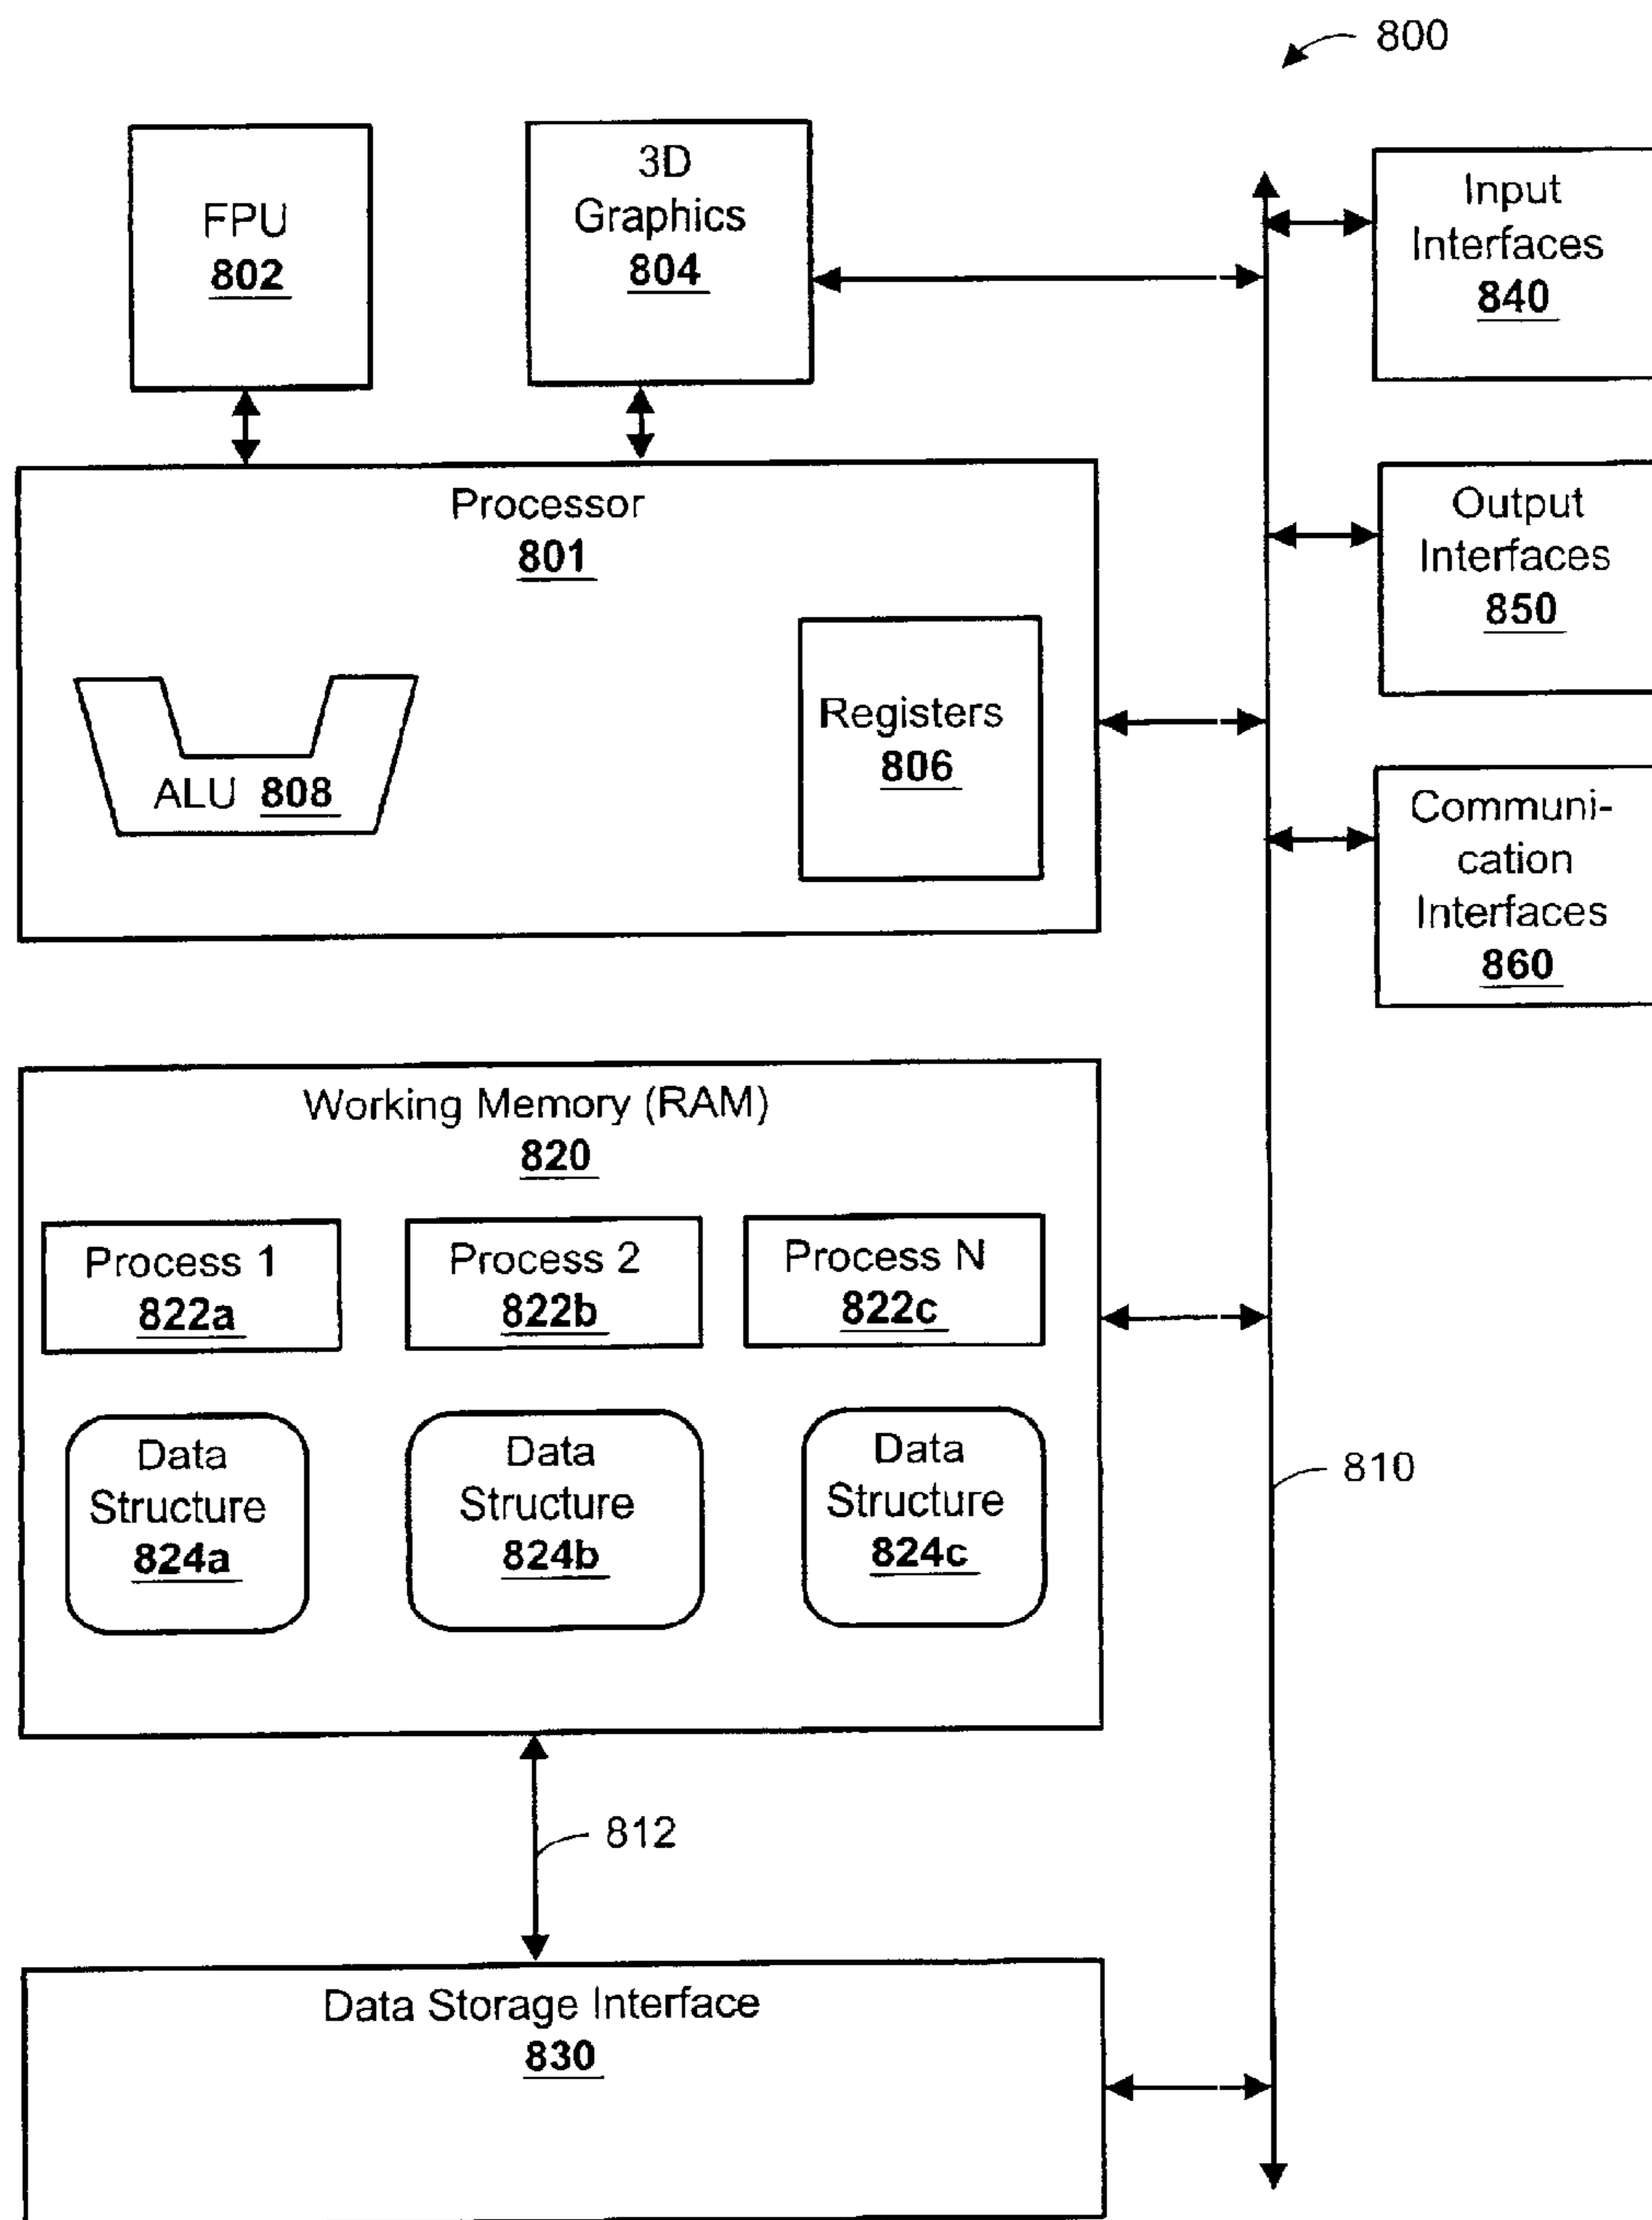 800
FPU
802
3D
Graphics
804
Input
Interfaces
840
Processor
801
Output
Interfaces
850
ALU 808
Registers
806
Communi-
cation
Interfaces
860
Working Memory (RAM)
820
Process 1
822a
Process 2
822b
Process N
822c
Data
Structure
824a
Data
Structure
824b
Data
Structure
824c
810
812
Data Storage Interface
830